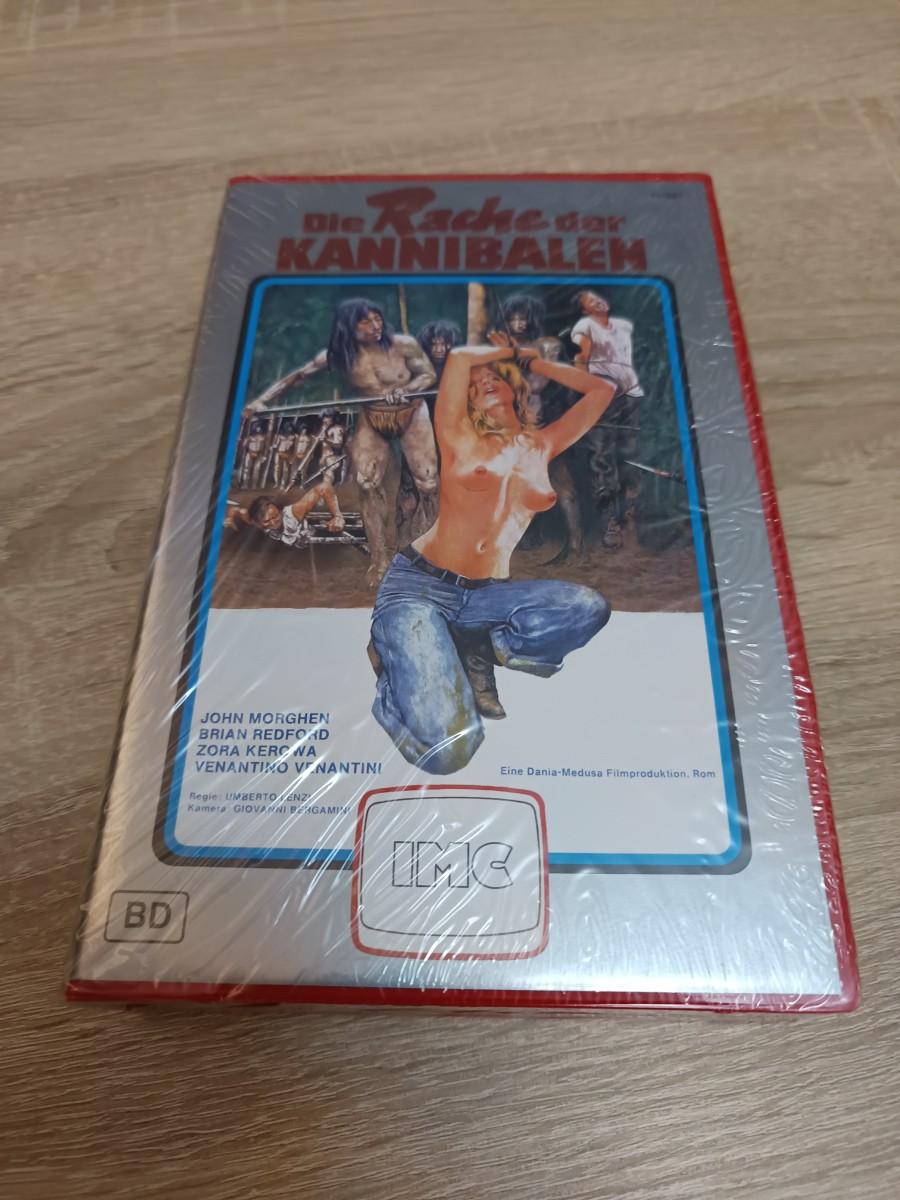 Die Rache der
KANNIBALEN
JOHN MORGHEN
BRIAN REDFORD
ZORA KEROWA
VENANTINO VENANTINI
Eine Dania-Medusa Filmproduktion, Rom
Regie: UMBERTO LENZI
Kamera: GIOVANNI BERGAMINI
IMC
BD